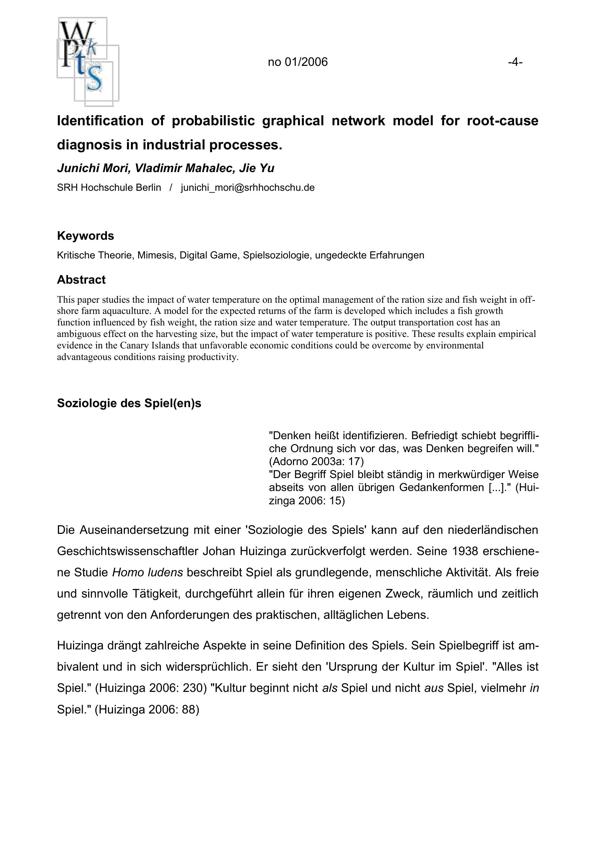 W
P k
t s
S
no 01/2006 -4-
Identification of probabilistic graphical network model for root-cause
diagnosis in industrial processes.
Junichi Mori, Vladimir Mahalec, Jie Yu
SRH Hochschule Berlin / junichi_mori@srhhochschu.de
Keywords
Kritische Theorie, Mimesis, Digital Game, Spielsoziologie, ungedeckte Erfahrungen
Abstract
This paper studies the impact of water temperature on the optimal management of the ration size and fish weight in off-
shore farm aquaculture. A model for the expected returns of the farm is developed which includes a fish growth
function influenced by fish weight, the ration size and water temperature. The output transportation cost has an
ambiguous effect on the harvesting size, but the impact of water temperature is positive. These results explain empirical
evidence in the Canary Islands that unfavorable economic conditions could be overcome by environmental
advantageous conditions raising productivity.
Soziologie des Spiel(en)s
"Denken heißt identifizieren. Befriedigt schiebt begriffli-
che Ordnung sich vor das, was Denken begreifen will."
(Adorno 2003a: 17)
"Der Begriff Spiel bleibt ständig in merkwürdiger Weise
abseits von allen übrigen Gedankenformen [...]." (Hui-
zinga 2006: 15)
Die Auseinandersetzung mit einer 'Soziologie des Spiels' kann auf den niederländischen
Geschichtswissenschaftler Johan Huizinga zurückverfolgt werden. Seine 1938 erschiene-
ne Studie Homo ludens beschreibt Spiel als grundlegende, menschliche Aktivität. Als freie
und sinnvolle Tätigkeit, durchgeführt allein für ihren eigenen Zweck, räumlich und zeitlich
getrennt von den Anforderungen des praktischen, alltäglichen Lebens.
Huizinga drängt zahlreiche Aspekte in seine Definition des Spiels. Sein Spielbegriff ist am-
bivalent und in sich widersprüchlich. Er sieht den 'Ursprung der Kultur im Spiel'. "Alles ist
Spiel." (Huizinga 2006: 230) "Kultur beginnt nicht als Spiel und nicht aus Spiel, vielmehr in
Spiel." (Huizinga 2006: 88)